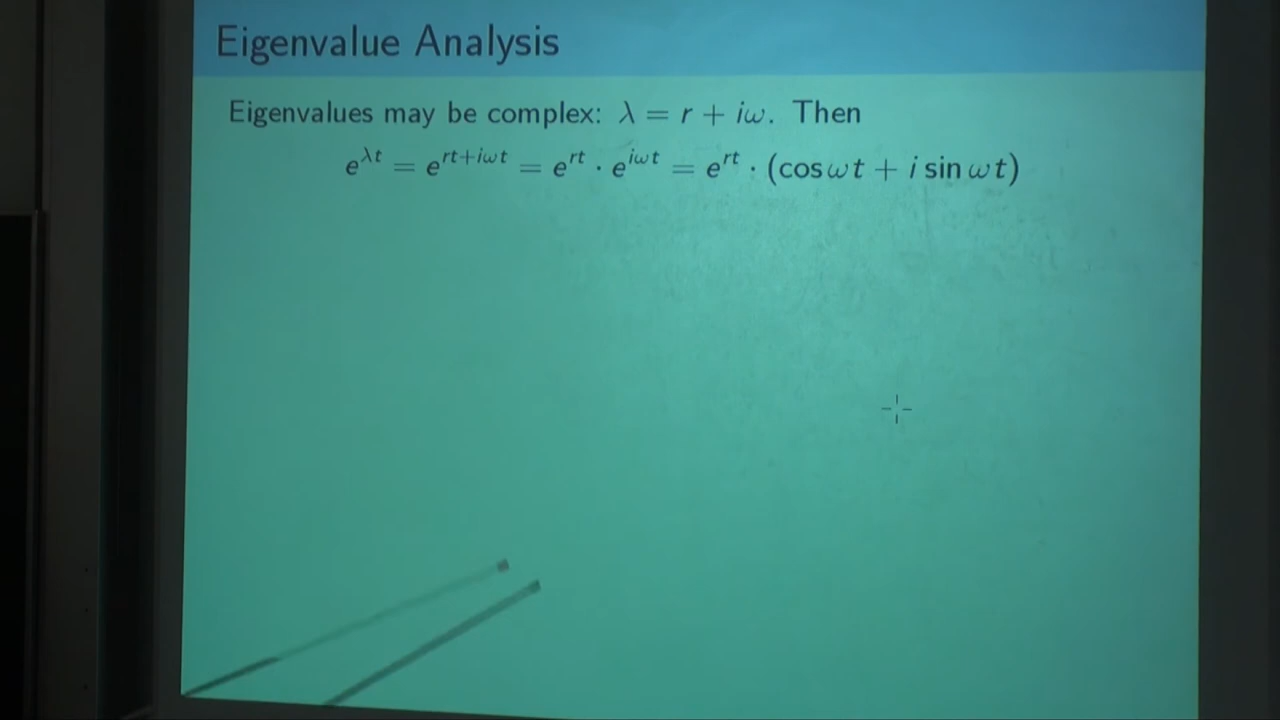 Eigenvalue Analysis
Eigenvalues may be complex: λ = r + iω. Then
e^{λt} = e^{rt+iωt} = e^{rt} · e^{iωt} = e^{rt} · (cos ωt + i sin ωt)